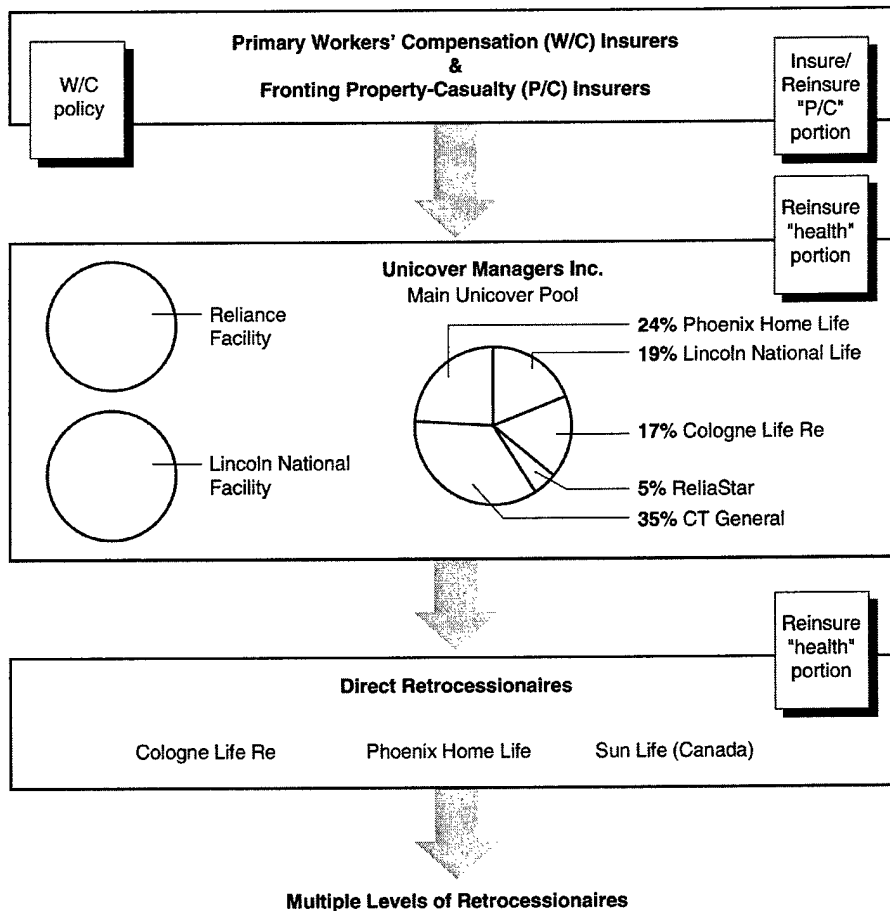 Primary Workers' Compensation (W/C) Insurers
&
Fronting Property-Casualty (P/C) Insurers
W/C
policy
Insure/
Reinsure
"P/C"
portion
Reinsure
"health"
portion
Unicover Managers Inc.
Main Unicover Pool
Reliance
Facility
Lincoln National
Facility
24% Phoenix Home Life
19% Lincoln National Life
17% Cologne Life Re
5% ReliaStar
35% CT General
Reinsure
"health"
portion
Direct Retrocessionaires
Cologne Life Re
Phoenix Home Life
Sun Life (Canada)
Multiple Levels of Retrocessionaires